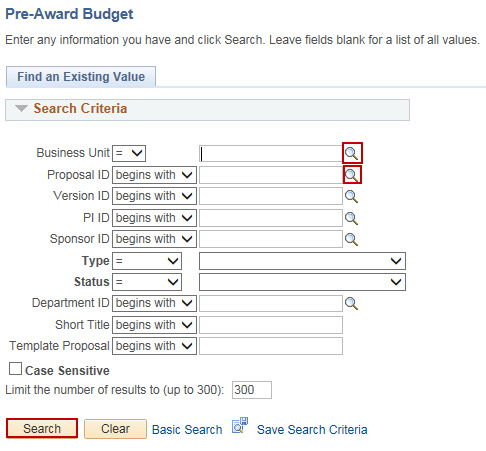 Pre-Award Budget
Enter any information you have and click Search. Leave fields blank for a list of all values.
Find an Existing Value
Search Criteria
Business Unit =
Proposal ID begins with
Version ID begins with
PI ID begins with
Sponsor ID begins with
Type =
Status =
Department ID begins with
Short Title begins with
Template Proposal begins with
Case Sensitive
Limit the number of results to (up to 300): 300
Search Clear Basic Search Save Search Criteria